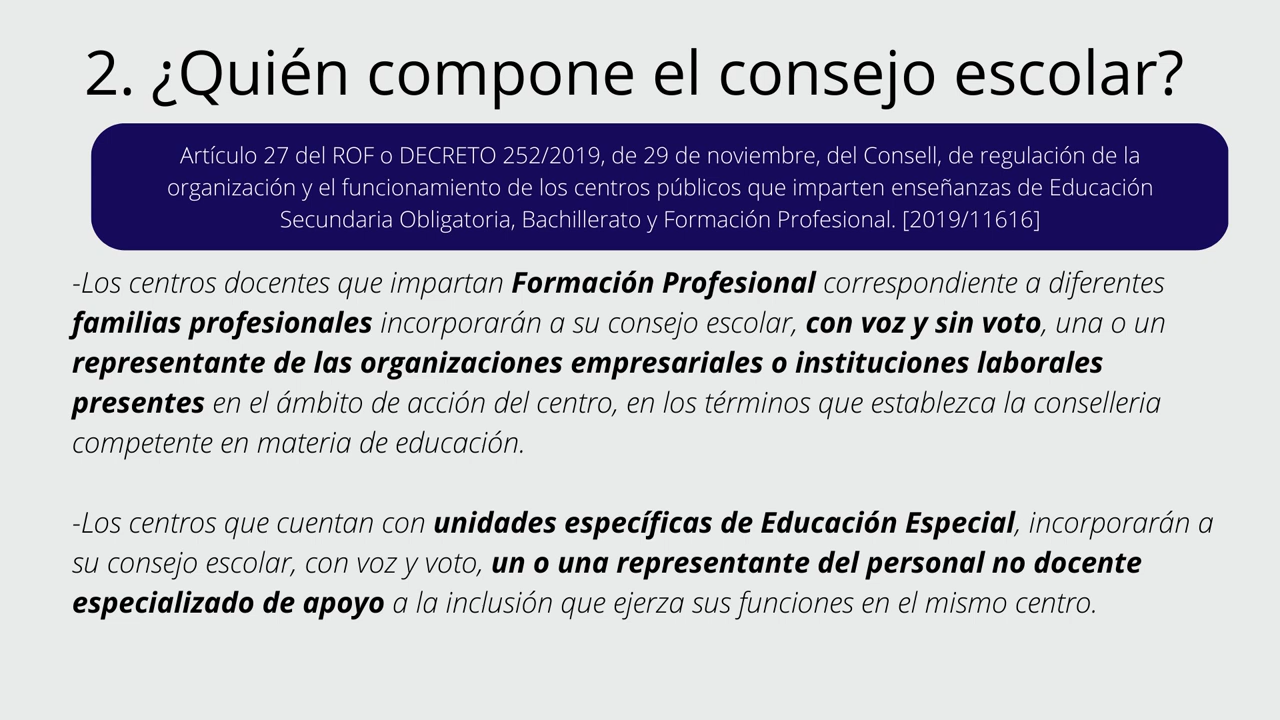 2. ¿Quién compone el consejo escolar?
Artículo 27 del ROF o DECRETO 252/2019, de 29 de noviembre, del Consell, de regulación de la
organización y el funcionamiento de los centros públicos que imparten enseñanzas de Educación
Secundaria Obligatoria, Bachillerato y Formación Profesional. [2019/11616]
-Los centros docentes que impartan Formación Profesional correspondiente a diferentes
familias profesionales incorporarán a su consejo escolar, con voz y sin voto, una o un
representante de las organizaciones empresariales o instituciones laborales
presentes en el ámbito de acción del centro, en los términos que establezca la conselleria
competente en materia de educación.
-Los centros que cuentan con unidades específicas de Educación Especial, incorporarán a
su consejo escolar, con voz y voto, un o una representante del personal no docente
especializado de apoyo a la inclusión que ejerza sus funciones en el mismo centro.